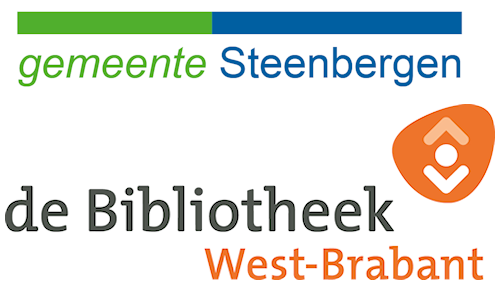 gemeente Steenbergen
de Bibliotheek
West-Brabant